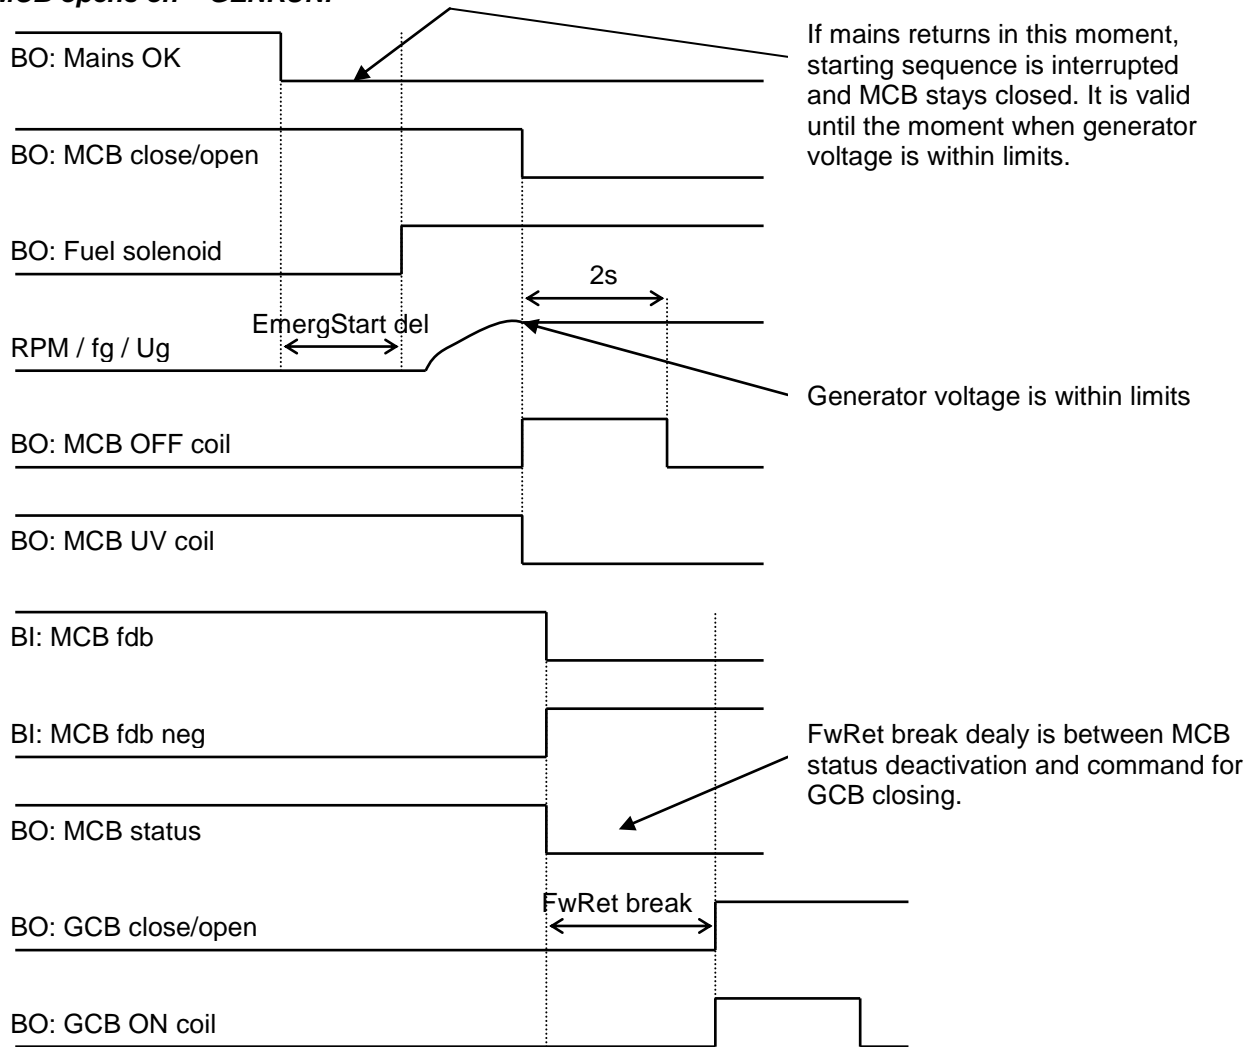 opens on GENRUN:
BO: Mains OK
If mains returns in this moment,
starting sequence is interrupted
and MCB stays closed. It is valid
until the moment when generator
voltage is within limits.
BO: MCB close/open
BO: Fuel solenoid
2s
EmergStart del
RPM / fg / Ug
Generator voltage is within limits
BO: MCB OFF coil
BO: MCB UV coil
BI: MCB fdb
BI: MCB fdb neg
FwRet break dealy is between MCB
status deactivation and command for
GCB closing.
BO: MCB status
FwRet break
BO: GCB close/open
BO: GCB ON coil